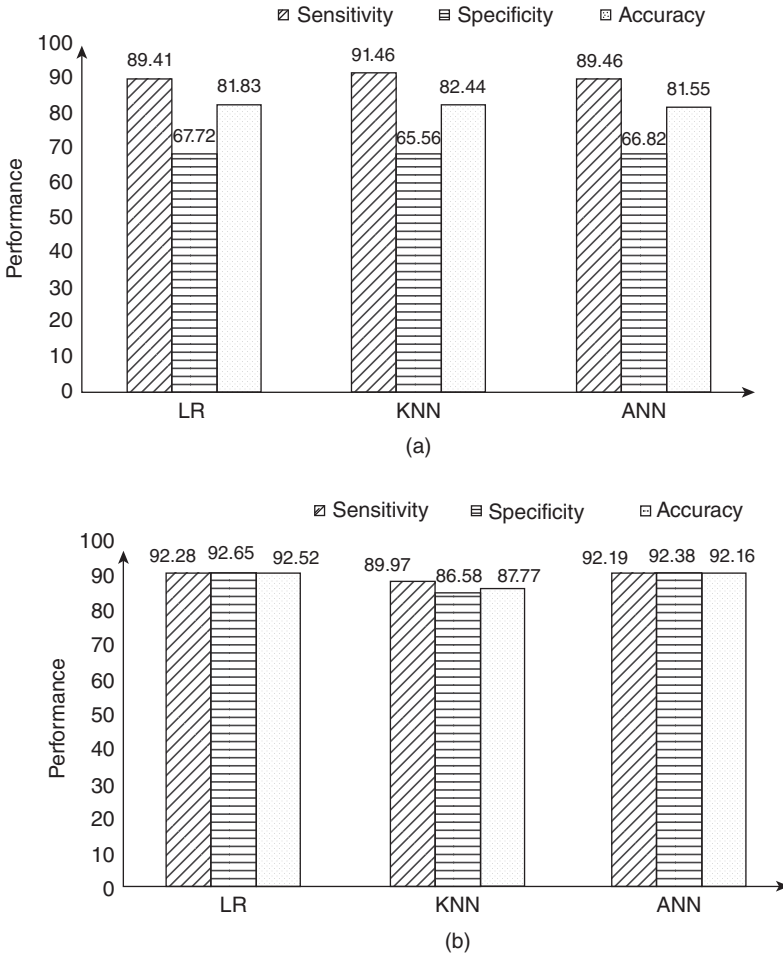 Sensitivity Specificity Accuracy
100
90
80
70
60
50
40
30
20
10
0
Performance
89.41 67.72 81.83 91.46 65.56 82.44 89.46 66.82 81.55
LR KNN ANN
(a)
Sensitivity Specificity Accuracy
100
90
80
70
60
50
40
30
20
10
0
Performance
92.28 92.65 92.52 89.97 86.58 87.77 92.19 92.38 92.16
LR KNN ANN
(b)